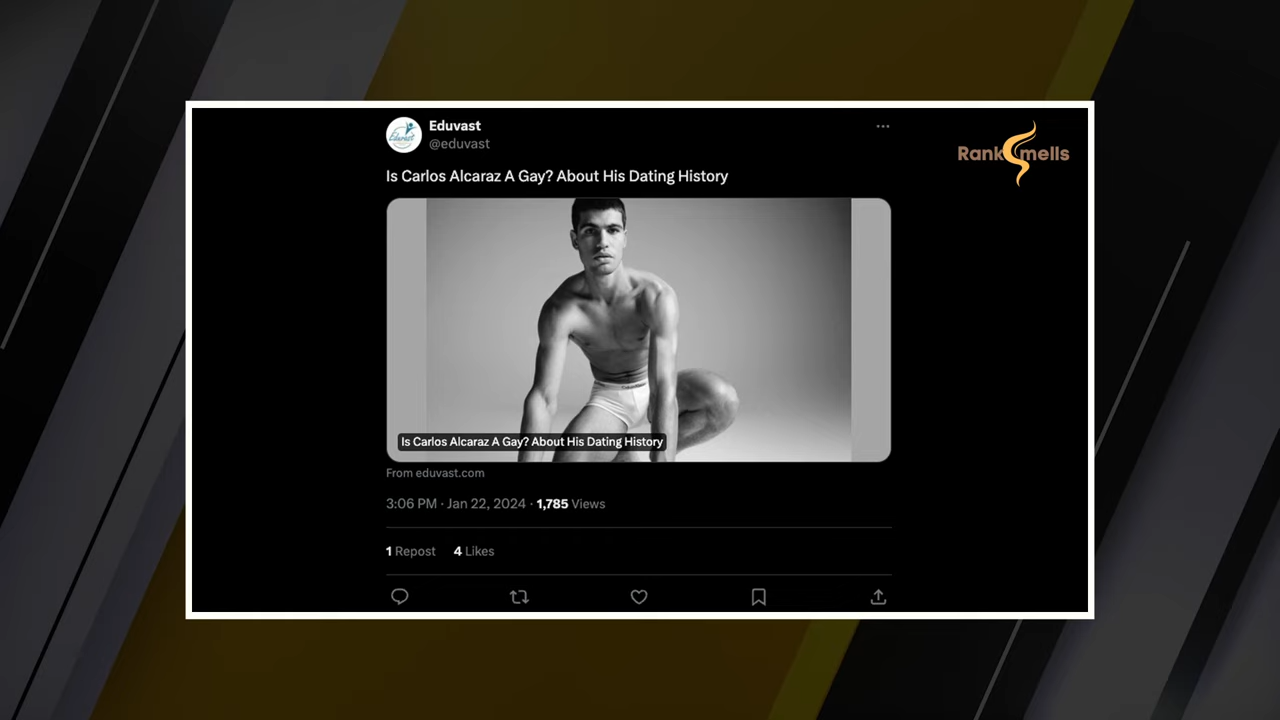 Eduvast
@eduvast
RankSmells
Is Carlos Alcaraz A Gay? About His Dating History
Is Carlos Alcaraz A Gay? About His Dating History
From eduvast.com
3:06 PM · Jan 22, 2024 · 1,785 Views
1 Repost 4 Likes